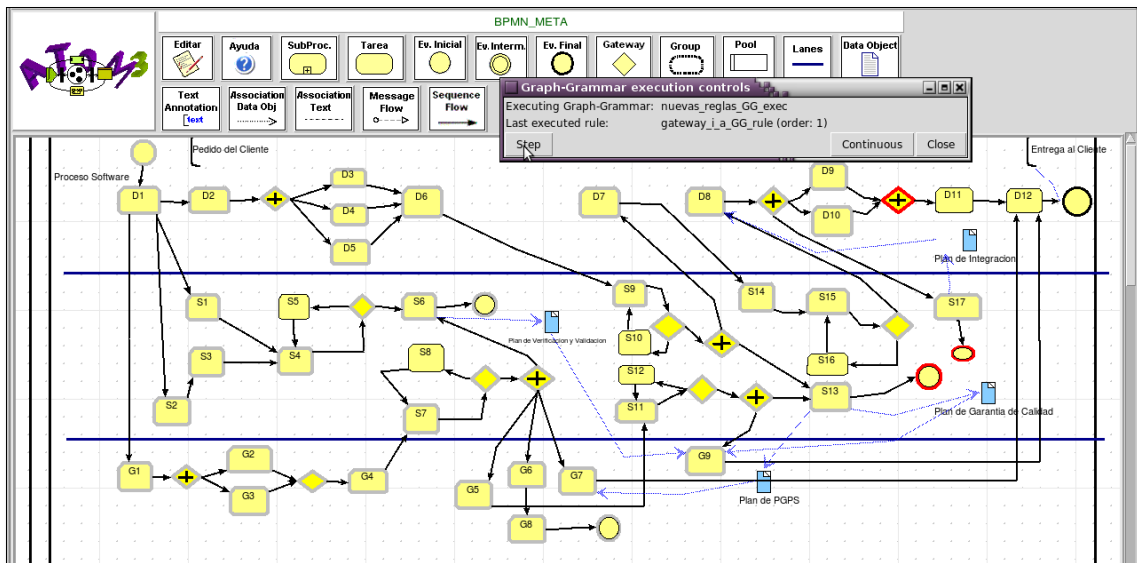 BPMN_META
ATOM3
Editar
Ayuda
SubProc.
Tarea
Ev. Inicial
Ev. Interm.
Ev. Final
Gateway
Group
Pool
Lanes
Data Object
Text Annotation
[text
Association Data Obj
Association Text
Message Flow
Sequence Flow
Graph-Grammar execution controls
Executing Graph-Grammar: nuevas_reglas_GG_exec
Last executed rule: gateway_i_a_GG_rule (order: 1)
Step
Continuous
Close
Pedido del Cliente
Entrega al Cliente
Proceso Software
D1
D2
D3
D4
D5
D6
D7
D8
D9
D10
D11
D12
Plan de Integracion
S1
S2
S3
S4
S5
S6
Plan de Verificacion y Validacion
S7
S8
S9
S10
S11
S12
S13
S14
S15
S16
S17
Plan de Garantia de Calidad
G1
G2
G3
G4
G5
G6
G7
G8
G9
Plan de PGPS